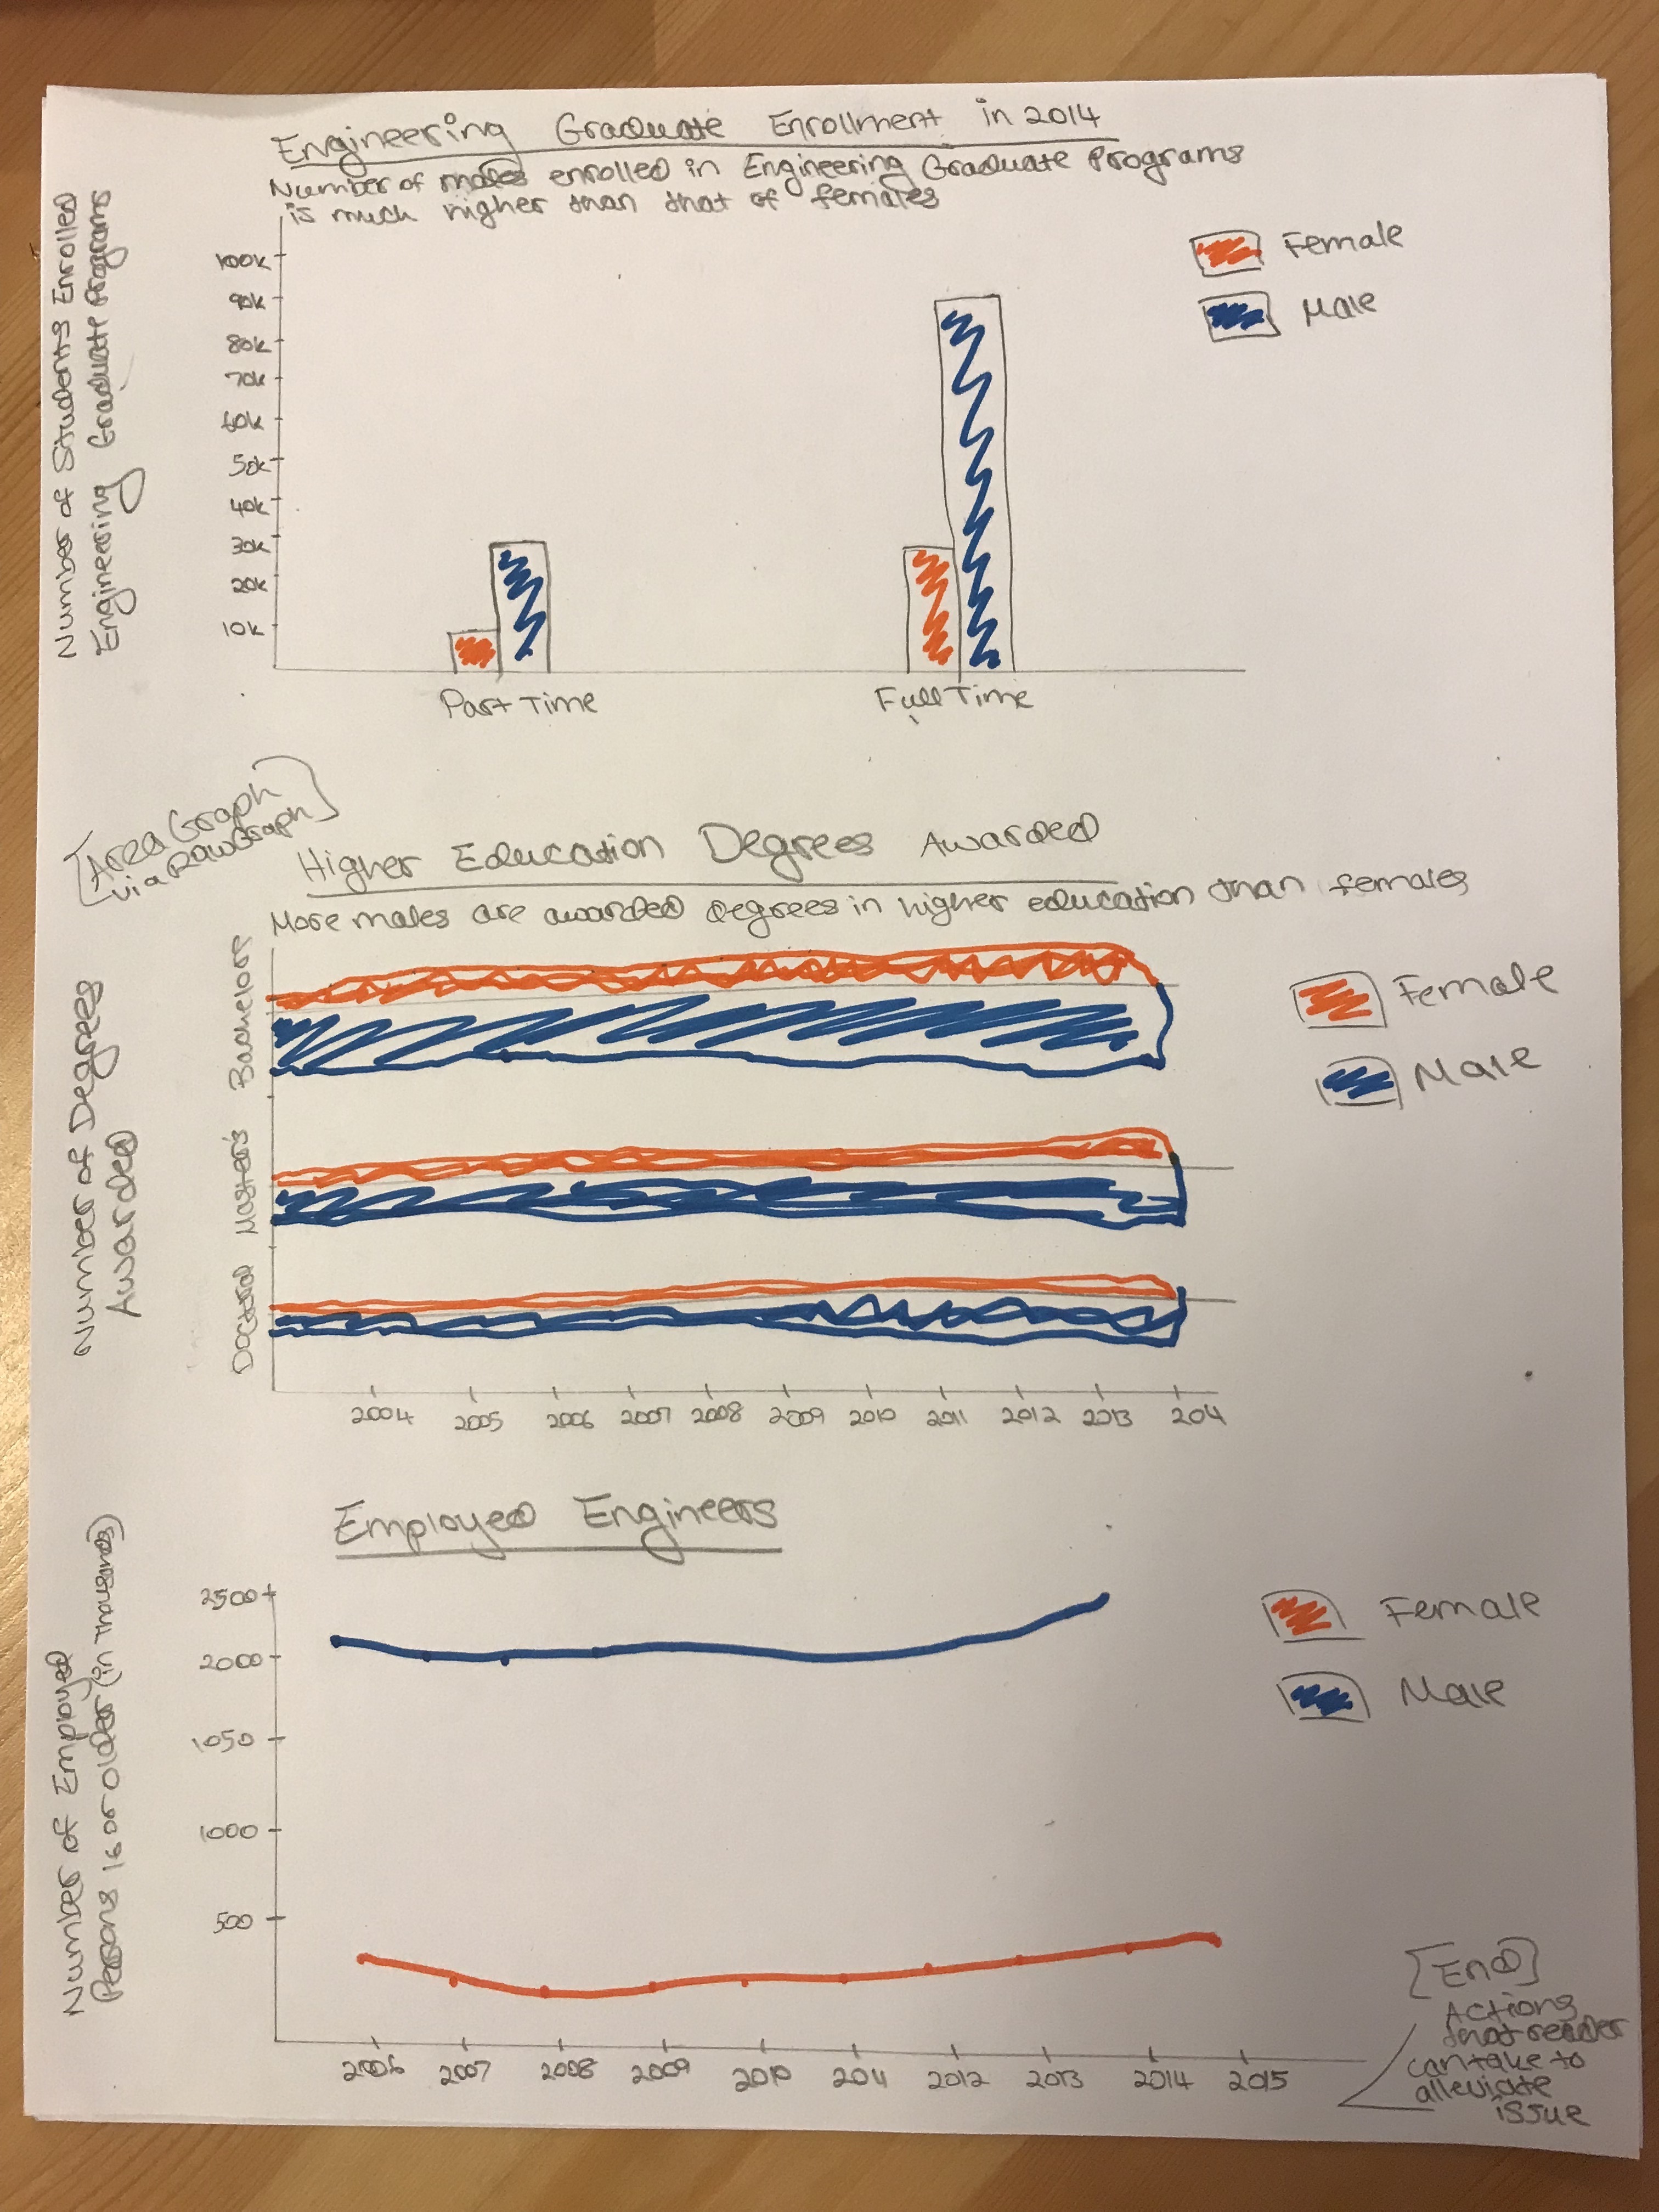 Engineering Graduate Enrollment in 2014
Number of males enrolled in Engineering Graduate Programs
is much higher than that of females
Number of Students Enrolled
Engineering Graduate Programs
100k
90k
80k
70k
60k
50k
40k
30k
20k
10k
Part Time
Full Time
Female
Male
[Area Graph
via RawGraph]
Higher Education Degrees Awarded
More males are awarded degrees in higher education than females
Number of Degrees
Awarded
Bachelors
Master's
Doctoral
2004 2005 2006 2007 2008 2009 2010 2011 2012 2013 204
Female
Male
Employed Engineers
Number of Employed
Persons 16 or Older (in Thousands)
2500
2000
1050
1000
500
2006 2007 2008 2009 2010 2011 2012 2013 2014 2015
Female
Male
[End]
Actions
that reader
can take to
alleviate
issue